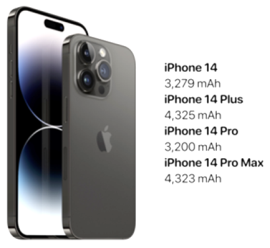 iPhone 14
3,279 mAh
iPhone 14 Plus
4,325 mAh
iPhone 14 Pro
3,200 mAh
iPhone 14 Pro Max
4,323 mAh